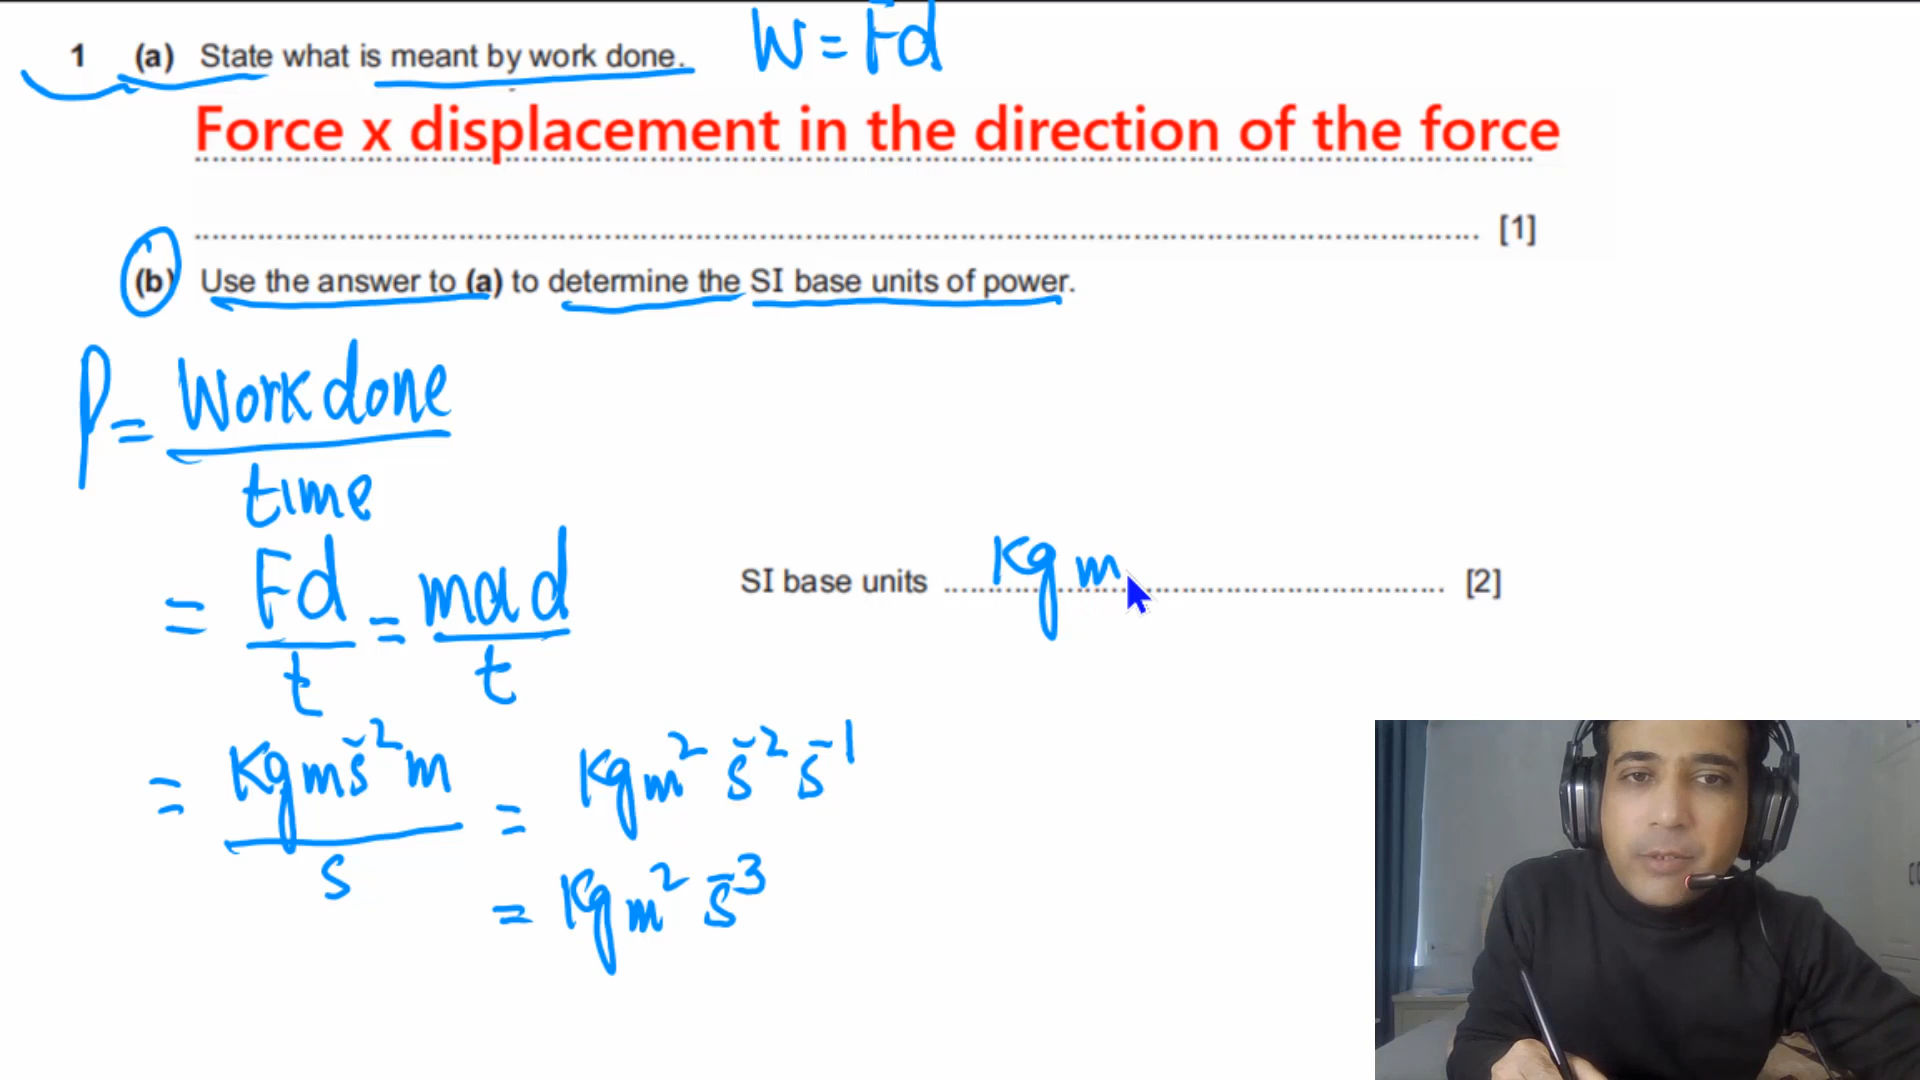 W = Fd
1 (a) State what is meant by work done.
Force x displacement in the direction of the force
[1]
(b) Use the answer to (a) to determine the SI base units of power.
P = Work done / time
= Fd / t = mad / t
SI base units Kg m [2]
= Kg m s⁻² m / s = Kg m² s⁻² s⁻¹
= Kg m² s⁻³